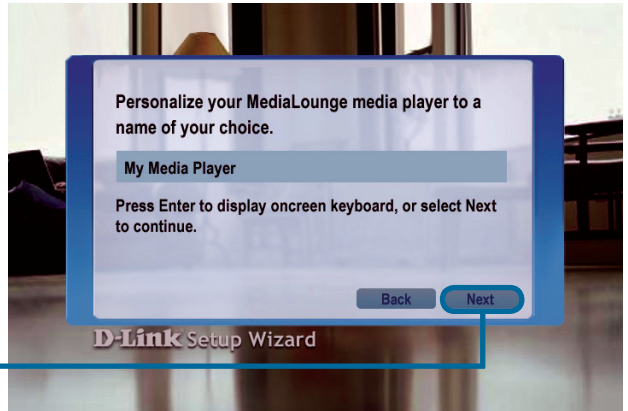 Personalize your MediaLounge media player to a
name of your choice.
My Media Player
Press Enter to display oncreen keyboard, or select Next
to continue.
Back
Next
D-Link Setup Wizard